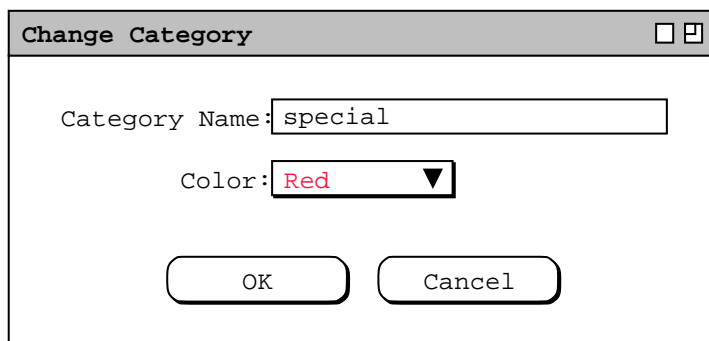 Change Category
Category Name: special
Color: Red
OK Cancel